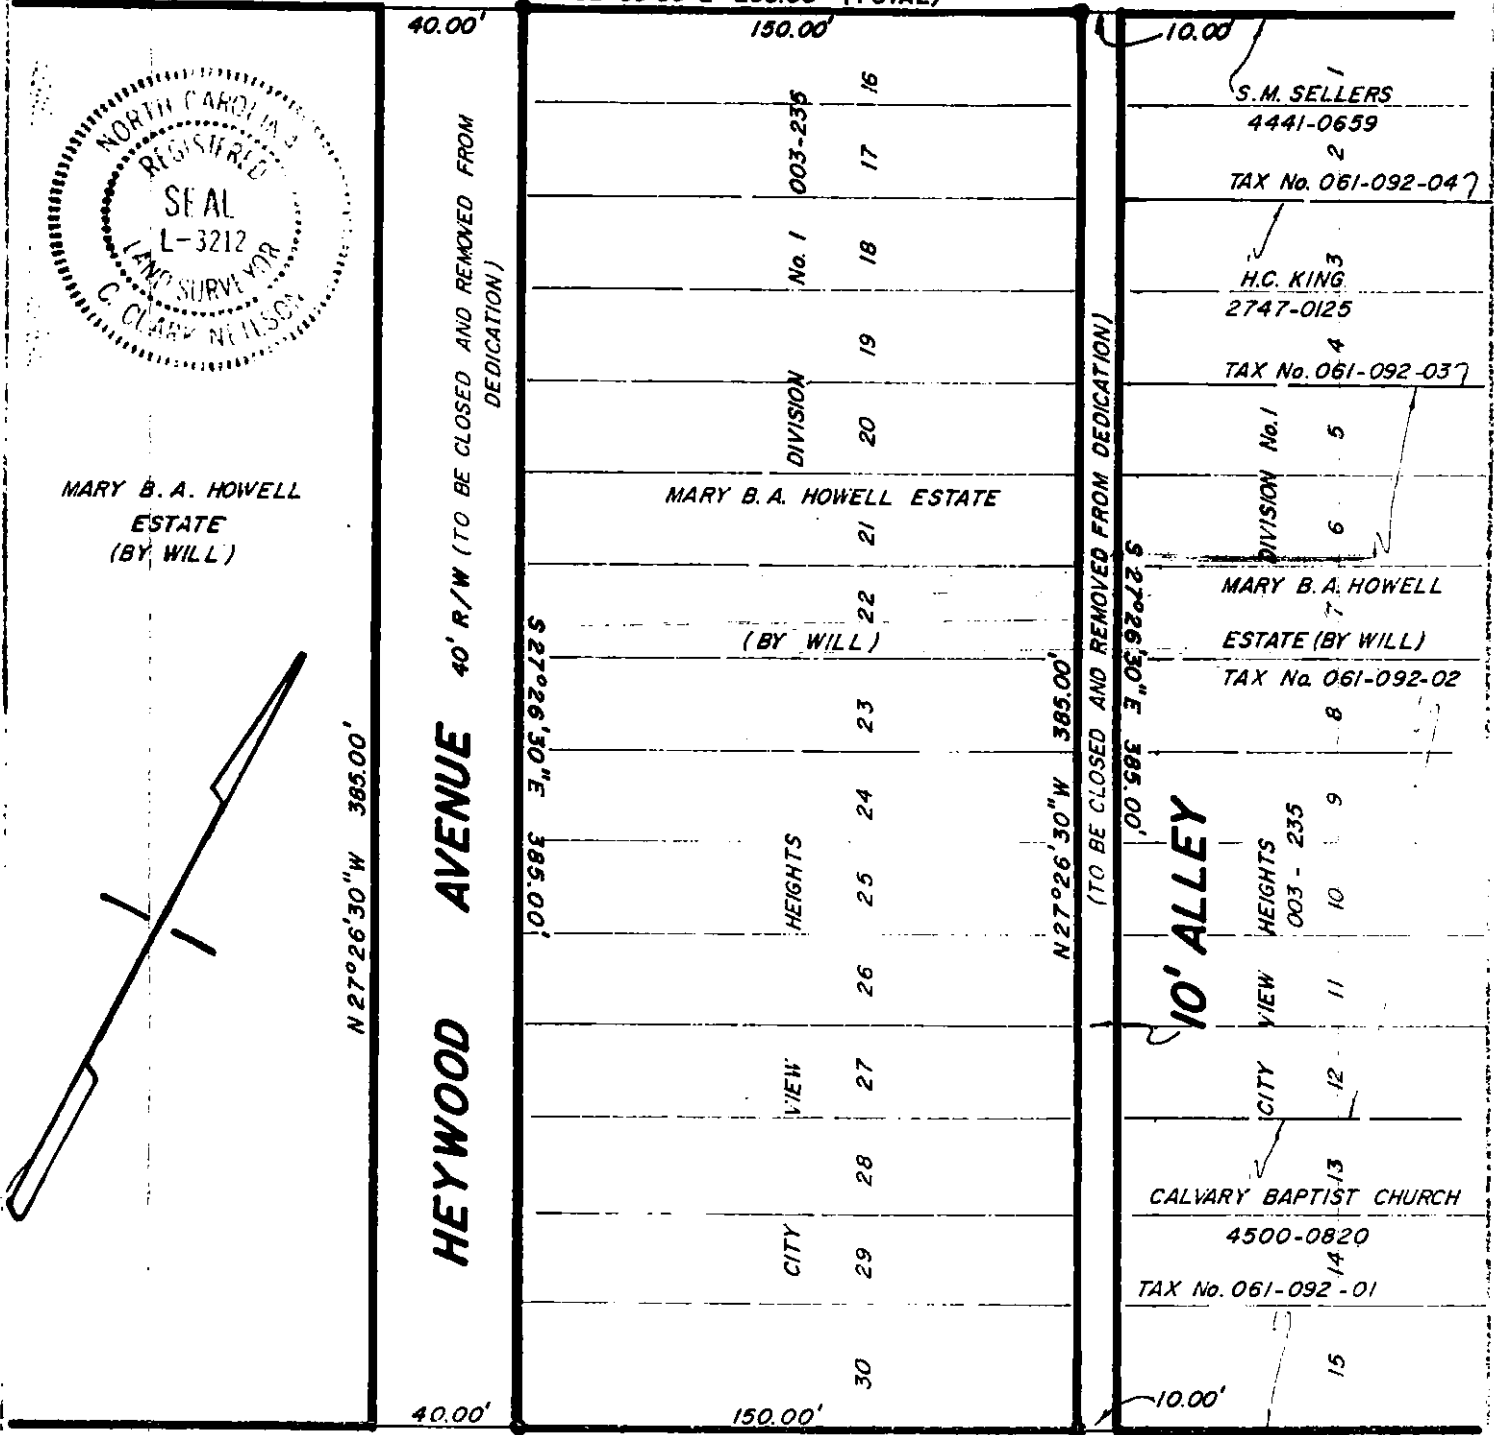 40.00'
150.00'
(TOTAL)
10.00'
NORTH CAROLINA
REGISTERED
SEAL
L-3212
LAND SURVEYOR
C. CLARK NEILSON
MARY B. A. HOWELL
ESTATE
(BY WILL)
N 27°26'30"W 385.00'
HEYWOOD AVENUE
40' R/W (TO BE CLOSED AND REMOVED FROM
DEDICATION)
S 27°26'30"E 385.00'
16
17
18
19
20
21
22
23
24
25
26
27
28
29
30
CITY VIEW HEIGHTS DIVISION No. 1 003-235
MARY B. A. HOWELL ESTATE
(BY WILL)
N 27°26'30"W 385.00'
(TO BE CLOSED AND REMOVED FROM DEDICATION)
S 27°26'30"E 385.00'
10' ALLEY
S.M. SELLERS
4441-0659
TAX No. 061-092-04
H.C. KING
2747-0125
TAX No. 061-092-03
MARY B. A. HOWELL
ESTATE (BY WILL)
TAX No. 061-092-02
CITY VIEW HEIGHTS DIVISION No. 1
003 - 235
1
2
3
4
5
6
7
8
9
10
11
12
13
14
15
CALVARY BAPTIST CHURCH
4500-0820
TAX No. 061-092-01
40.00'
150.00'
10.00'